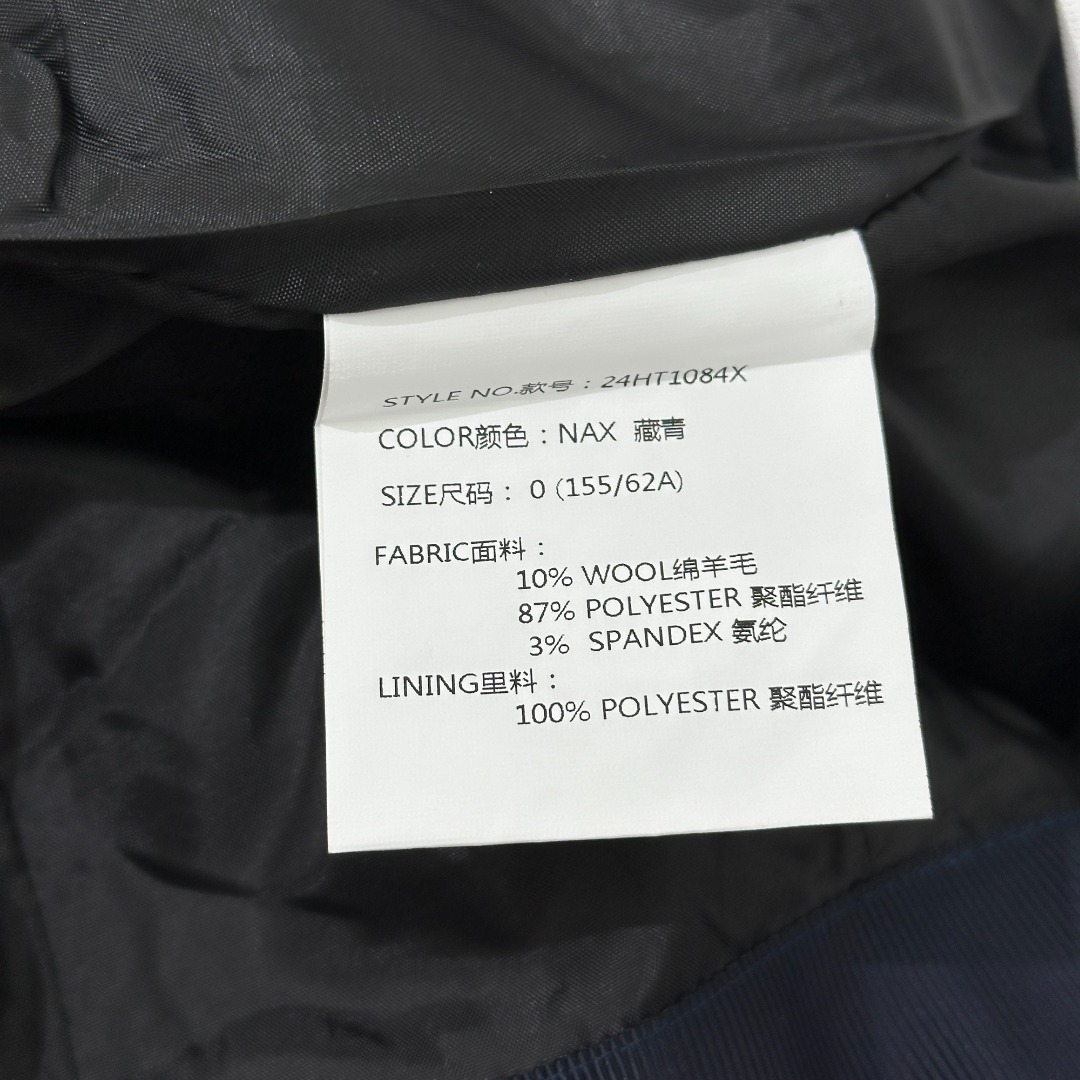 STYLE NO.款号：24HT1084X
COLOR颜色：NAX 藏青
SIZE尺码： 0 (155/62A)
FABRIC面料：
10% WOOL绵羊毛
87% POLYESTER 聚酯纤维
3% SPANDEX 氨纶
LINING里料：
100% POLYESTER 聚酯纤维